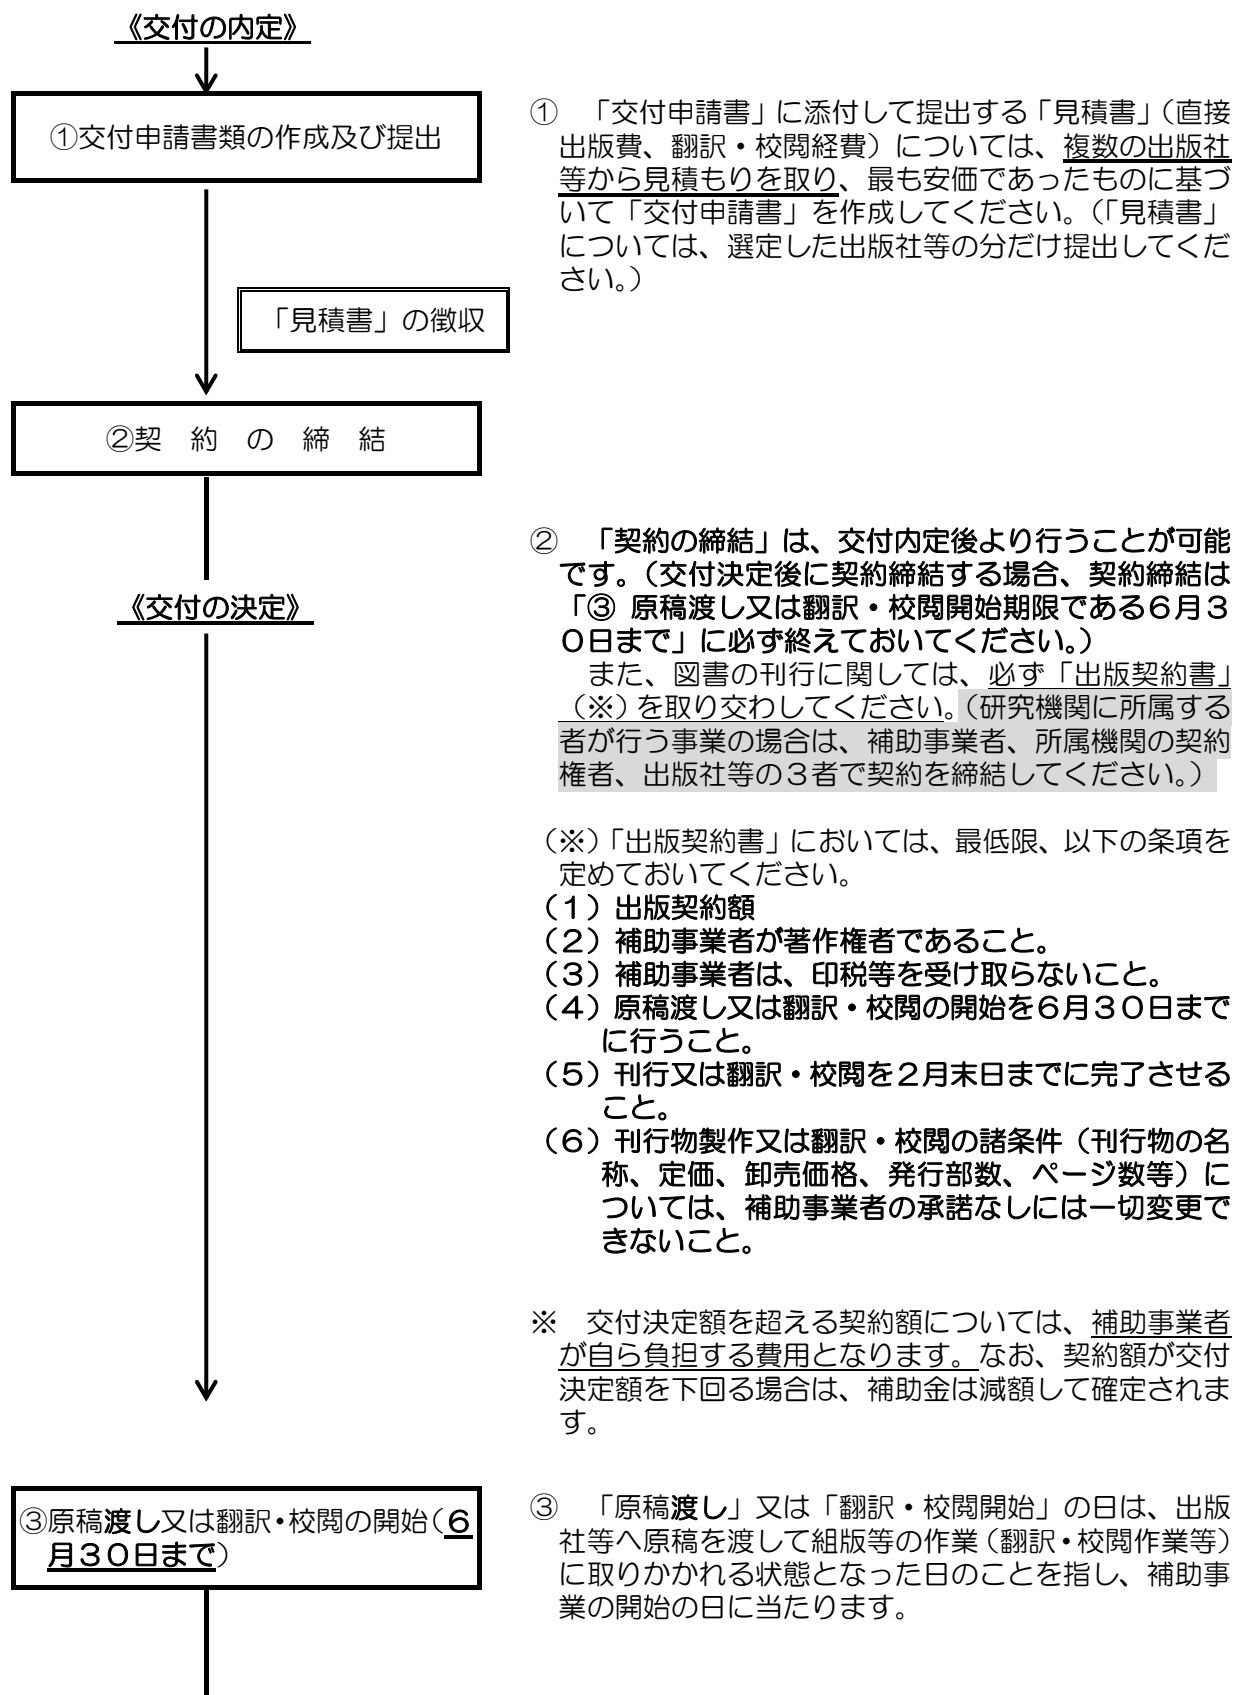 《交付の内定》
①交付申請書類の作成及び提出
① 「交付申請書」に添付して提出する「見積書」（直接
出版費、翻訳・校閲経費）については、複数の出版社
等から見積もりを取り、最も安価であったものに基づ
いて「交付申請書」を作成してください。（「見積書」
については、選定した出版社等の分だけ提出してくだ
さい。）
「見積書」の徴収
②契 約 の 締 結
② 「契約の締結」は、交付内定後より行うことが可能
です。（交付決定後に契約締結する場合、契約締結は
「③ 原稿渡し又は翻訳・校閲開始期限である６月３
０日まで」に必ず終えておいてください。）
また、図書の刊行に関しては、必ず「出版契約書」
（※）を取り交わしてください。（研究機関に所属する
者が行う事業の場合は、補助事業者、所属機関の契約
権者、出版社等の３者で契約を締結してください。）
《交付の決定》
（※）「出版契約書」においては、最低限、以下の条項を
定めておいてください。
（１）出版契約額
（２）補助事業者が著作権者であること。
（３）補助事業者は、印税等を受け取らないこと。
（４）原稿渡し又は翻訳・校閲の開始を６月３０日まで
に行うこと。
（５）刊行又は翻訳・校閲を２月末日までに完了させる
こと。
（６）刊行物製作又は翻訳・校閲の諸条件（刊行物の名
称、定価、卸売価格、発行部数、ページ数等）に
ついては、補助事業者の承諾なしには一切変更で
きないこと。
※ 交付決定額を超える契約額については、補助事業者
が自ら負担する費用となります。なお、契約額が交付
決定額を下回る場合は、補助金は減額して確定されま
す。
③原稿渡し又は翻訳・校閲の開始（６
月３０日まで）
③ 「原稿渡し」又は「翻訳・校閲開始」の日は、出版
社等へ原稿を渡して組版等の作業（翻訳・校閲作業等）
に取りかかれる状態となった日のことを指し、補助事
業の開始の日に当たります。